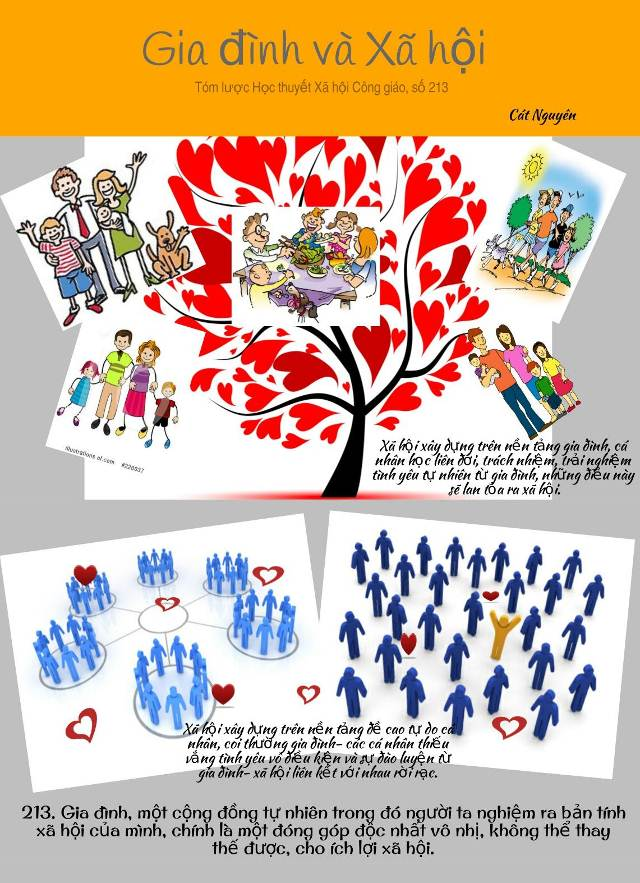 Gia đình và Xã hội
Tóm lược Học thuyết Xã hội Công giáo, số 213
Cát Nguyên
illustrations of.com #220037
Xã hội xây dựng trên nền tảng gia đình, cá
nhân học liên đới, trách nhiệm, trải nghiệm
tình yêu tự nhiên từ gia đình, những điều này
sẽ lan tỏa ra xã hội.
Xã hội xây dựng trên nền tảng đề cao tự do cá
nhân, coi thường gia đình- các cá nhân thiếu
vắng tình yêu vô điều kiện và sự đào luyện từ
gia đình- xã hội liên kết với nhau rời rạc.
213. Gia đình, một cộng đồng tự nhiên trong đó người ta nghiệm ra bản tính
xã hội của mình, chính là một đóng góp độc nhất vô nhị, không thể thay
thế được, cho ích lợi xã hội.